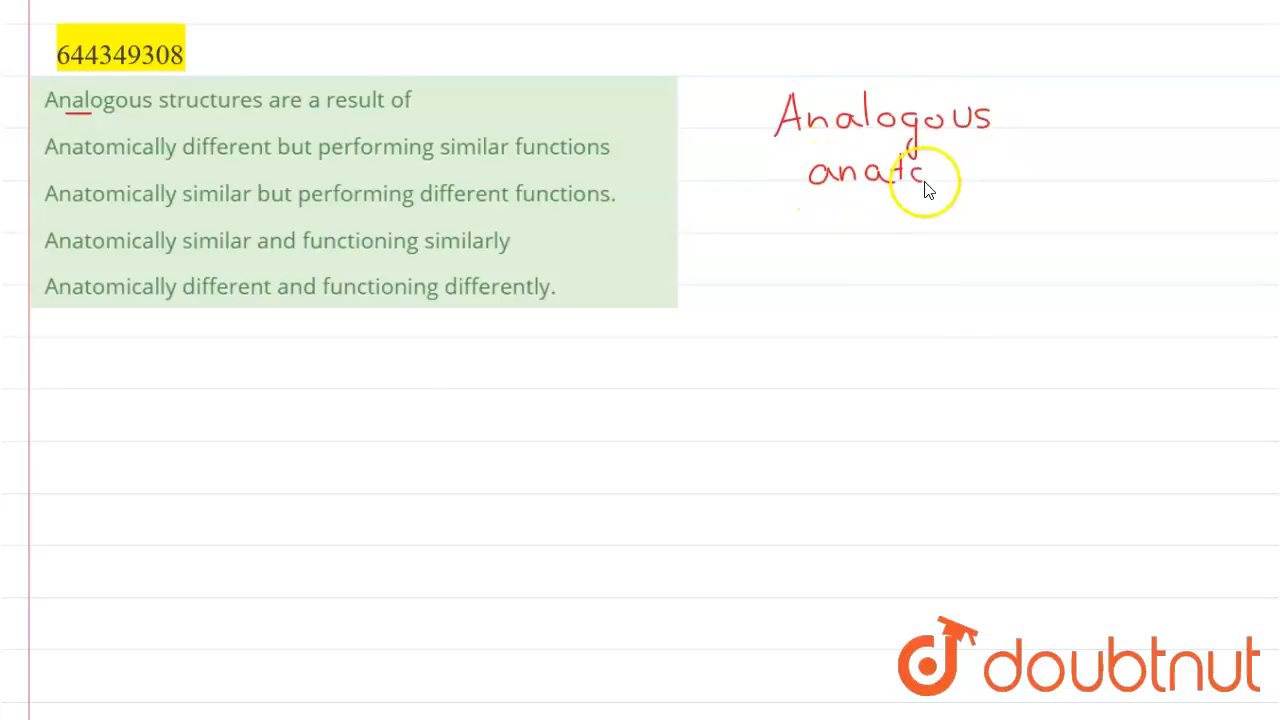 644349308
Analogous structures are a result of
Anatomically different but performing similar functions
Anatomically similar but performing different functions.
Anatomically similar and functioning similarly
Anatomically different and functioning differently.
Analogous
anato
doubtnut